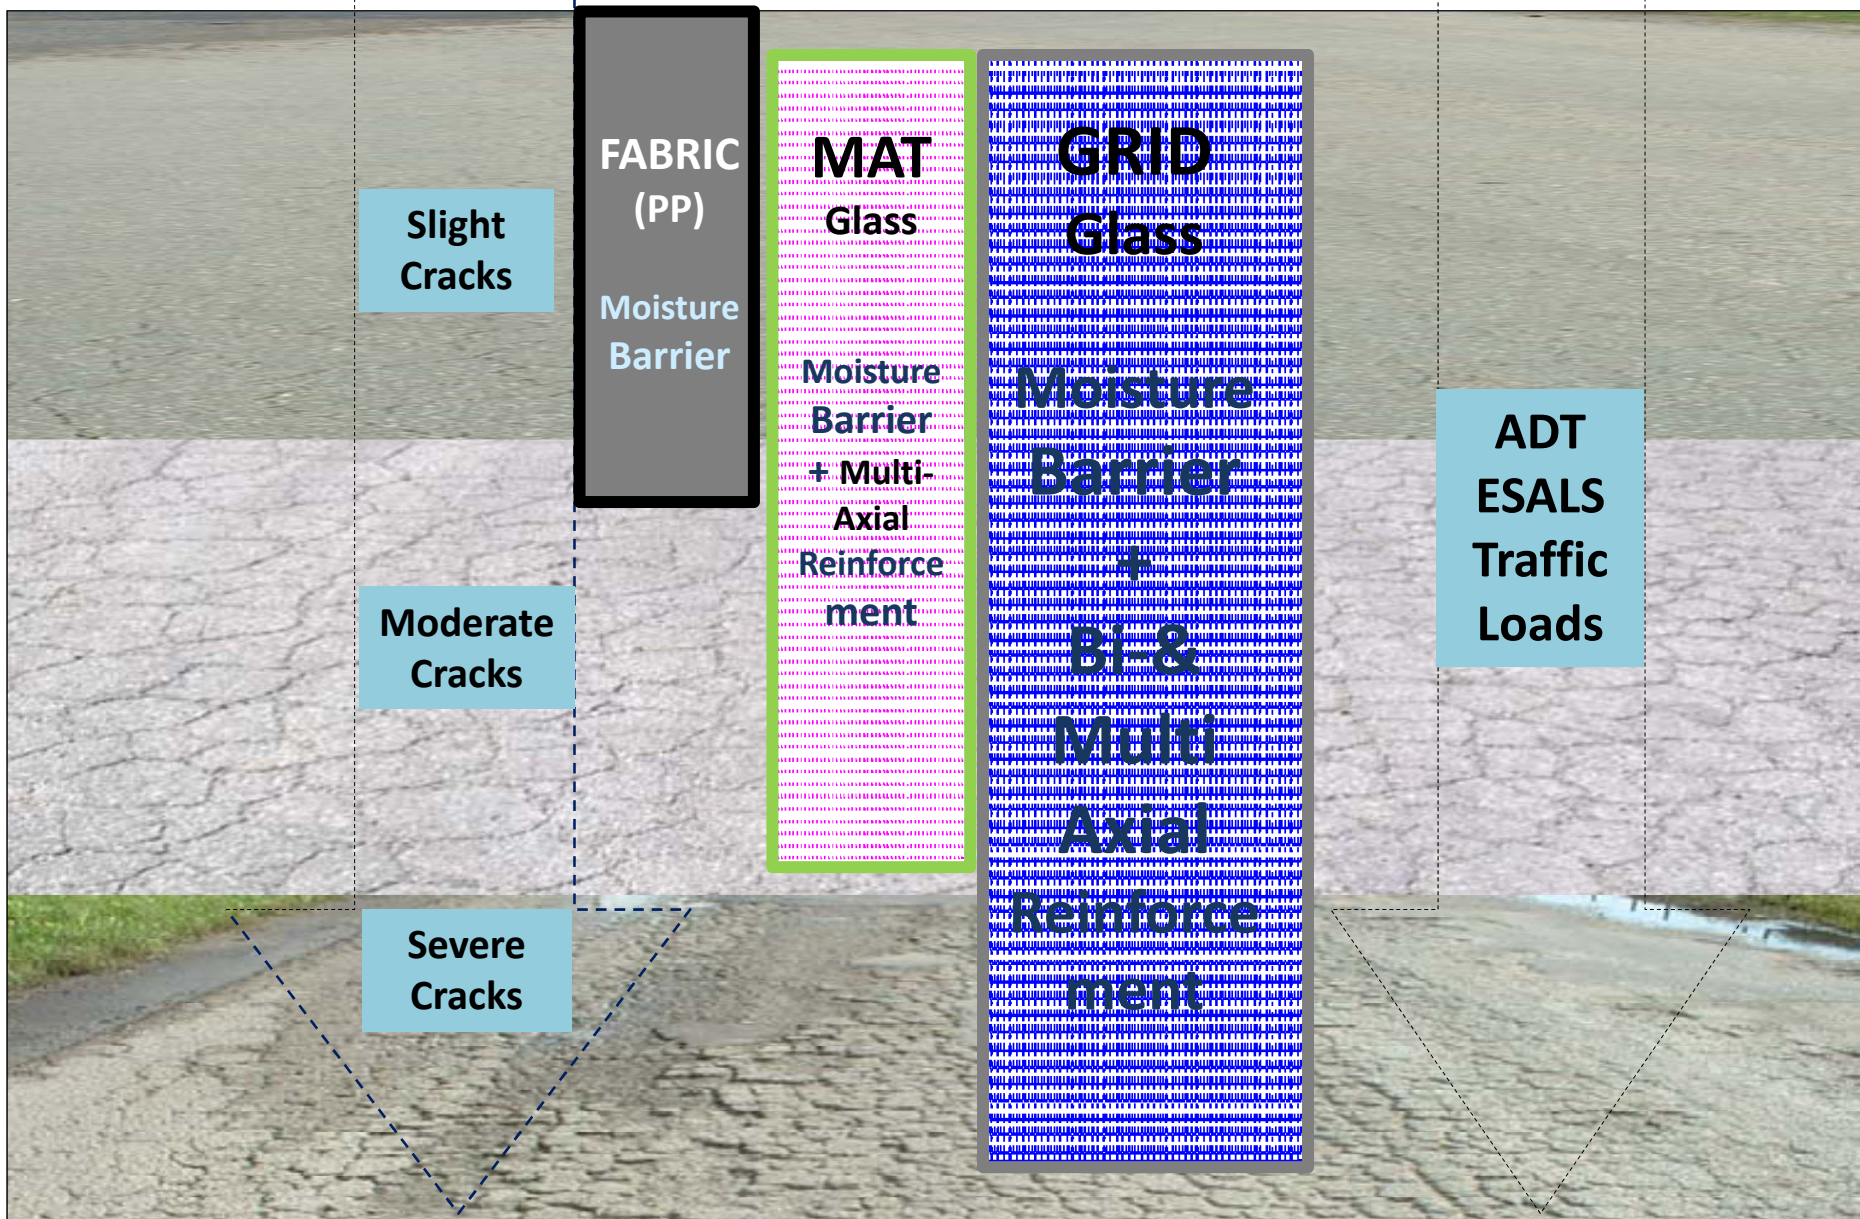 Slight
Cracks
Moderate
Cracks
Severe
Cracks
FABRIC
(PP)
Moisture
Barrier
MAT
Glass
Moisture
Barrier
+ Multi-
Axial
Reinforce
ment
GRID
Glass
Moisture
Barrier
+
Bi-&
Multi
Axial
Reinforce
ment
ADT
ESALS
Traffic
Loads